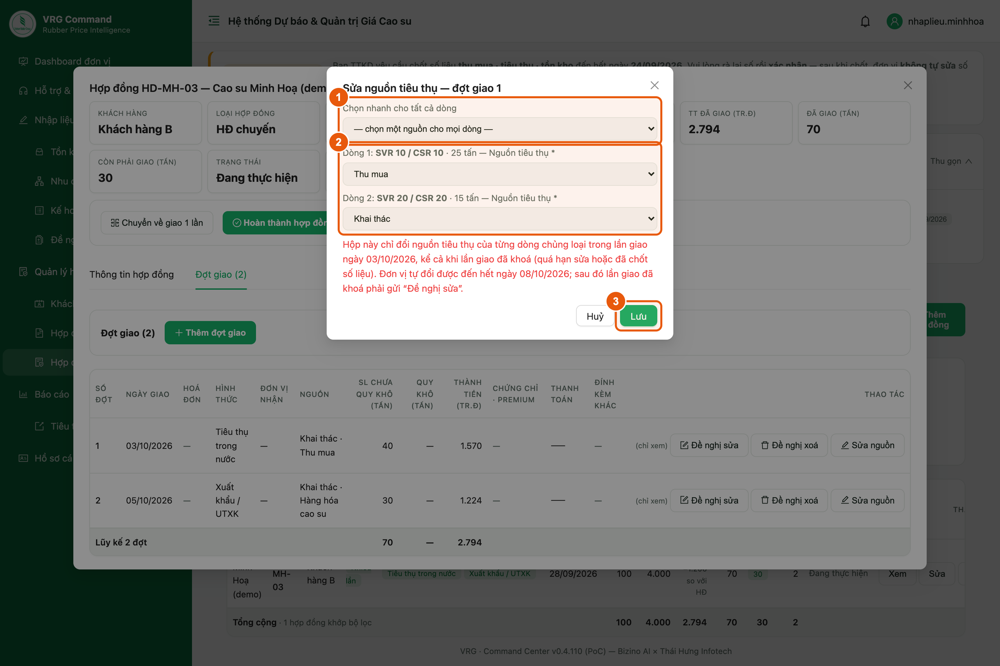 VRG Command
Rubber Price Intelligence
Hệ thống Dự báo & Quản trị Giá Cao su
nhaplieu.minhhoa
Dashboard đơn vị
Hỗ trợ &
Nhập liệu
Tồn k
Nhu c
Kế ho
Đề ng
Quản lý h
Khách
Hợp đ
Hợp đ
Báo cáo
Tiêu t
Hồ sơ cá
Ban TTKD yêu cầu chốt số liệu thu mua · tiêu thụ · tồn kho đến hết ngày 24/09/2026. Vui lòng rà lại số rồi xác nhận — sau khi chốt, đơn vị không tự sửa số
Thu gọn
9/2026
Thêm
đồng
Hợp đồng HD-MH-03 — Cao su Minh Hoạ (dem
KHÁCH HÀNG
Khách hàng B
LOẠI HỢP ĐỒNG
HĐ chuyến
TT ĐÃ GIAO (TR.Đ)
2.794
ĐÃ GIAO (TẤN)
70
CÒN PHẢI GIAO (TẤN)
30
TRẠNG THÁI
Đang thực hiện
Chuyển về giao 1 lần
Hoàn thành hợp đồn
Thông tin hợp đồng
Đợt giao (2)
Đợt giao (2)
+ Thêm đợt giao
Sửa nguồn tiêu thụ — đợt giao 1
1
Chọn nhanh cho tất cả dòng
— chọn một nguồn cho mọi dòng —
2
Dòng 1: SVR 10 / CSR 10 · 25 tấn — Nguồn tiêu thụ *
Thu mua
Dòng 2: SVR 20 / CSR 20 · 15 tấn — Nguồn tiêu thụ *
Khai thác
Hộp này chỉ đổi nguồn tiêu thụ của từng dòng chủng loại trong lần giao
ngày 03/10/2026, kể cả khi lần giao đã khoá (quá hạn sửa hoặc đã chốt
số liệu). Đơn vị tự đổi được đến hết ngày 08/10/2026; sau đó lần giao đã
khoá phải gửi “Đề nghị sửa”.
3
Huỷ
Lưu
SỐ ĐỢT NGÀY GIAO HOÁ ĐƠN HÌNH THỨC ĐƠN VỊ NHẬN NGUỒN SL CHƯA QUY KHÔ (TẤN) QUY KHÔ (TẤN) THÀNH TIỀN (TR.Đ) CHỨNG CHỈ · PREMIUM THANH TOÁN ĐÍNH KÈM KHÁC THAO TÁC
1 03/10/2026 — Tiêu thụ trong nước — Khai thác · Thu mua 40 — 1.570 — — — (chỉ xem) Đề nghị sửa Đề nghị xoá Sửa nguồn
2 05/10/2026 — Xuất khẩu / UTXK — Khai thác · Hàng hóa cao su 30 — 1.224 — — — (chỉ xem) Đề nghị sửa Đề nghị xoá Sửa nguồn
Lũy kế 2 đợt 70 — 2.794
TH.
Hoạ (demo) MH-03 hàng B lần Tiêu thụ trong nước Xuất khẩu / UTXK 28/09/2026 100 4.000 so với HĐ 70 30 2 Đang thực hiện Xem Sửa
Tổng cộng · 1 hợp đồng khớp bộ lọc 100 4.000 2.794 70 30 2
VRG · Command Center v0.4.110 (PoC) — Bizino AI × Thái Hưng Infotech